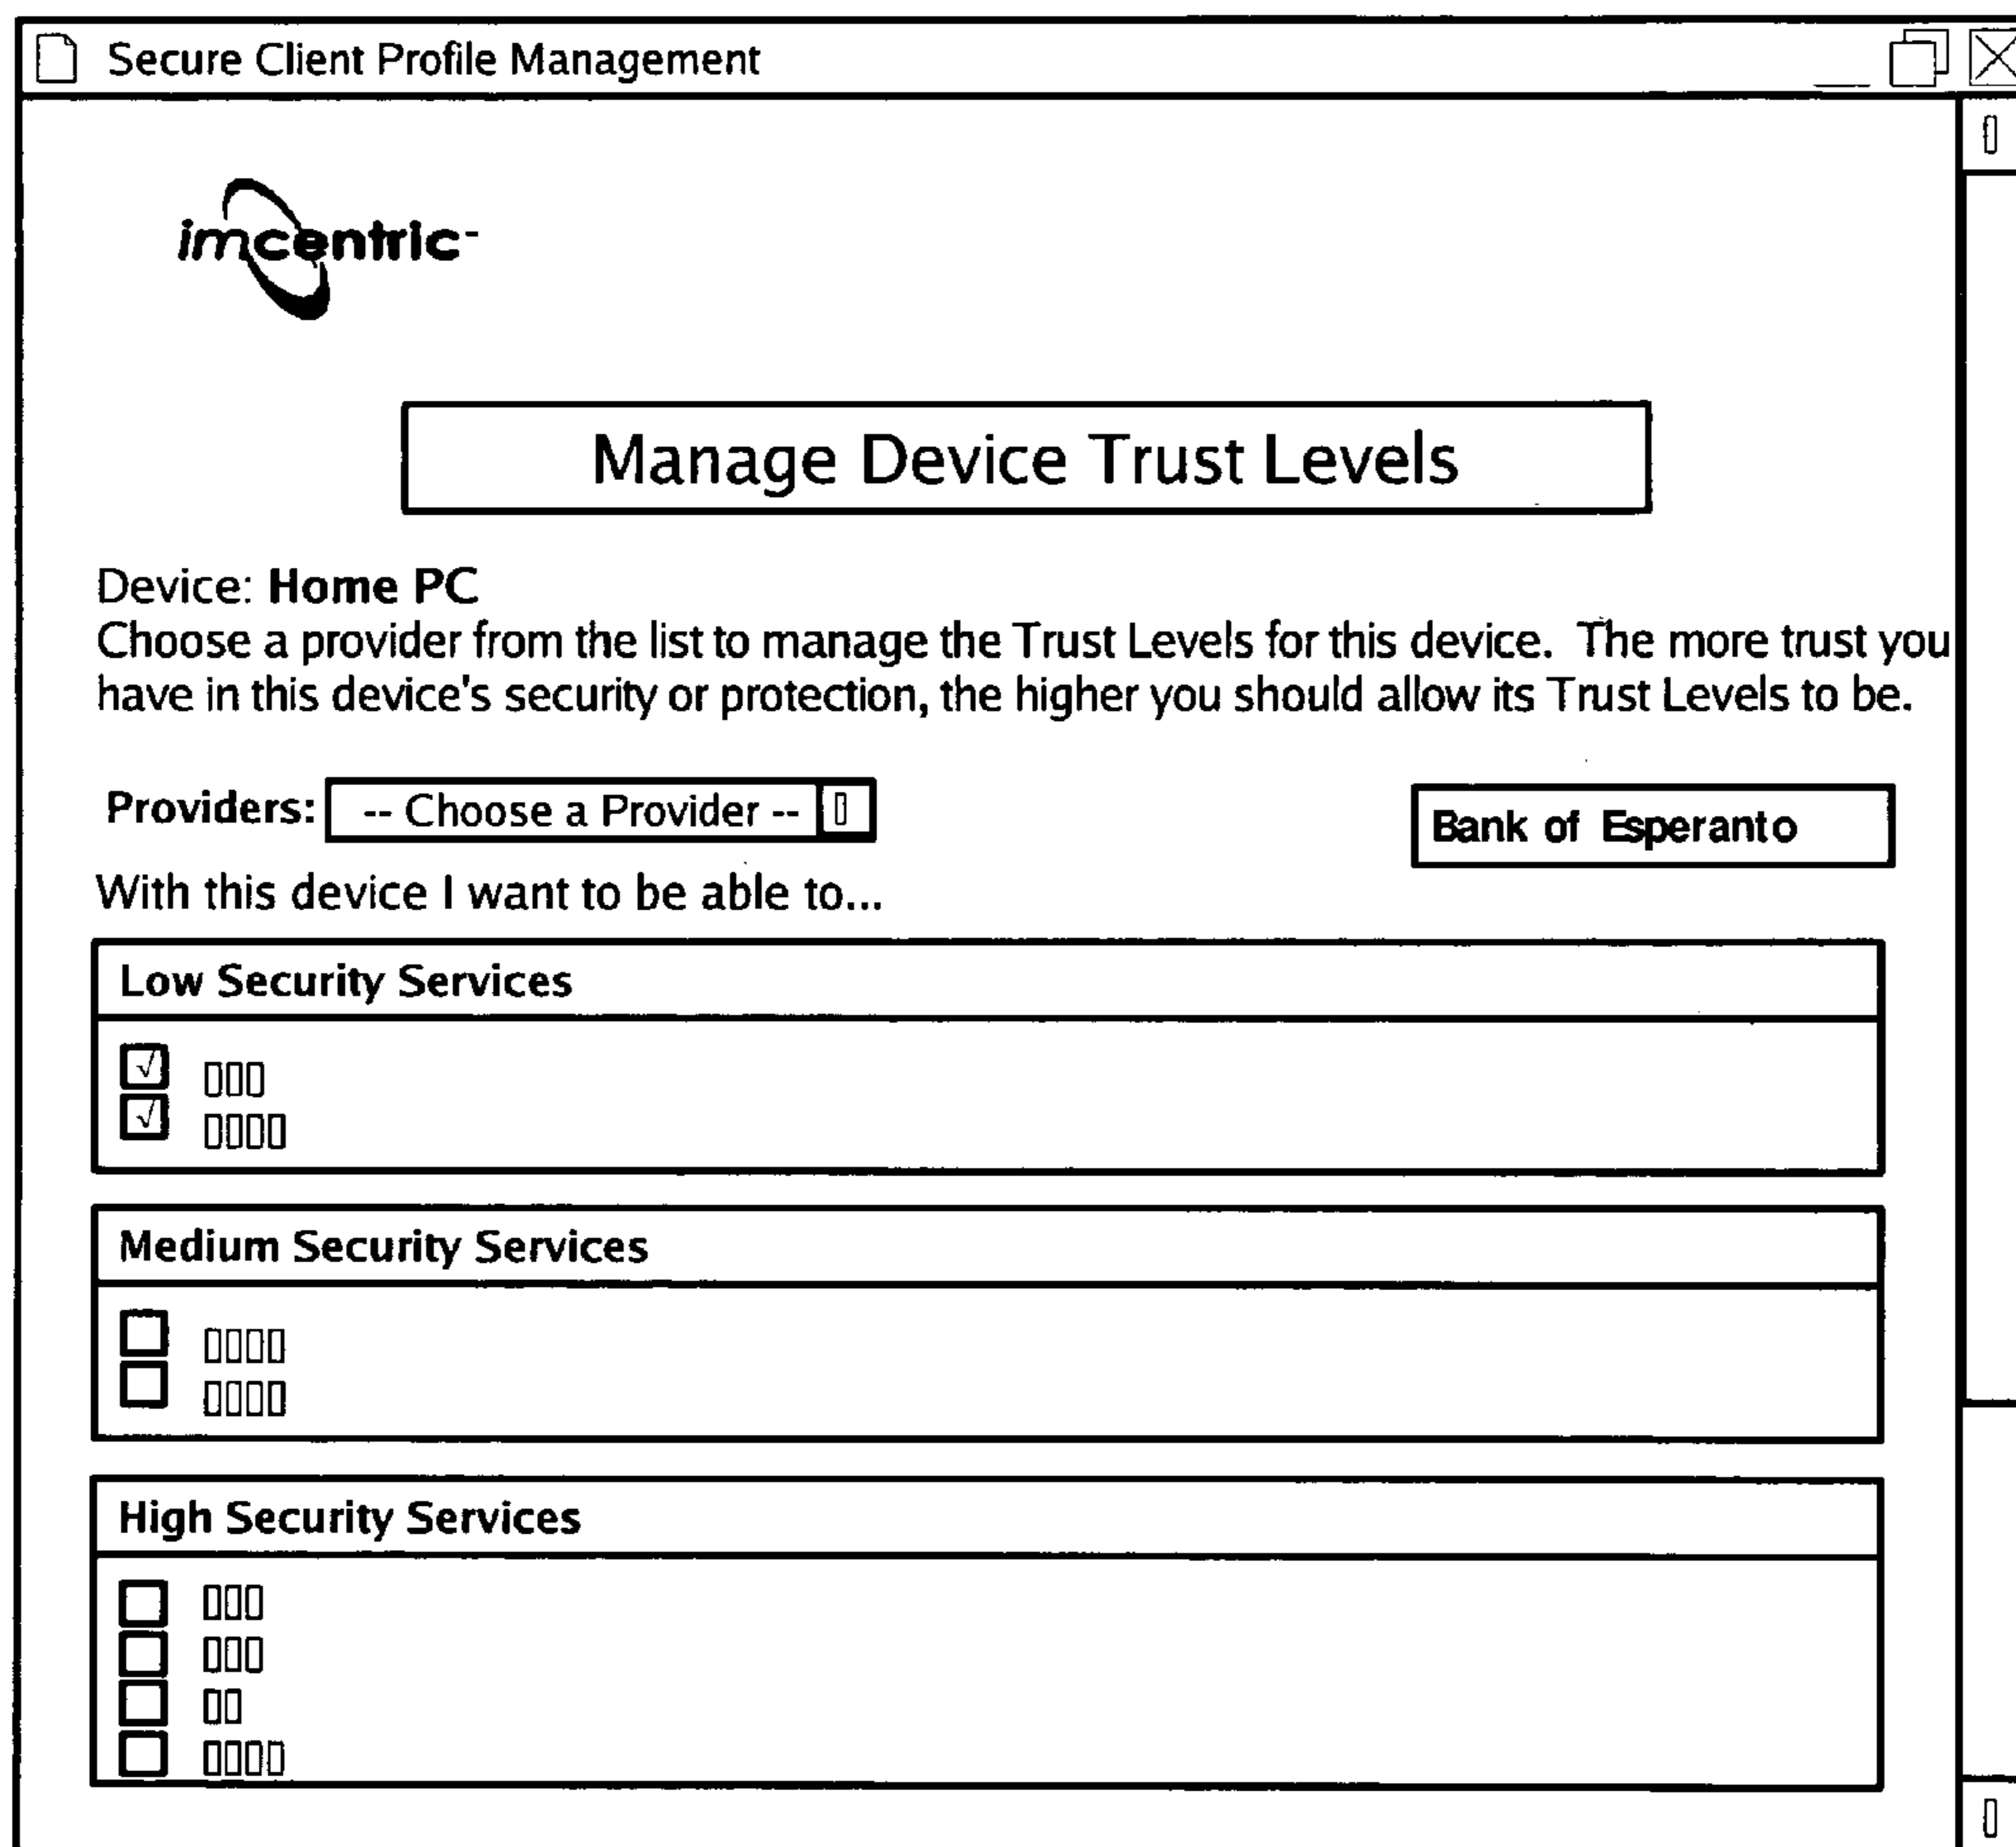 Secure Client Profile Management
imcentric
Manage Device Trust Levels
Device: Home PC
Choose a provider from the list to manage the Trust Levels for this device. The more trust you
have in this device's security or protection, the higher you should allow its Trust Levels to be.
Providers: -- Choose a Provider --
Bank of Esperanto
With this device I want to be able to...
Low Security Services
Medium Security Services
High Security Services